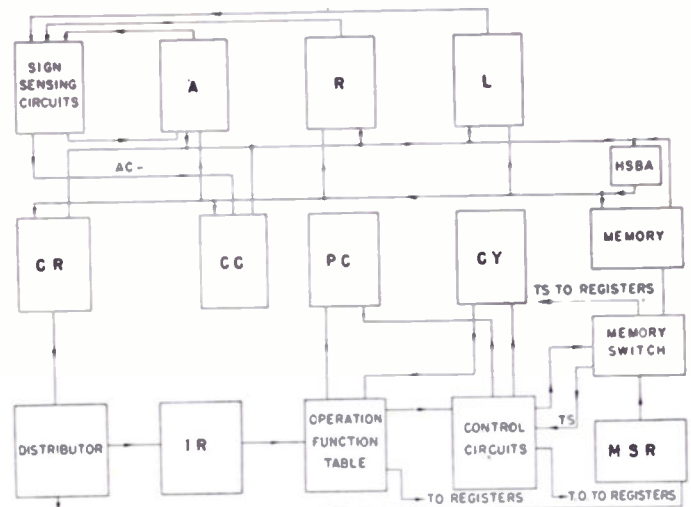 SIGN
SENSING
CIRCUITS
A
R
L
AC -
HSBA
CR
CC
PC
CY
MEMORY
TS TO REGISTERS
MEMORY
SWITCH
DISTRIBUTOR
IR
OPERATION
FUNCTION
TABLE
CONTROL
CIRCUITS
TS
MSR
TO REGISTERS
T.O TO REGISTERS